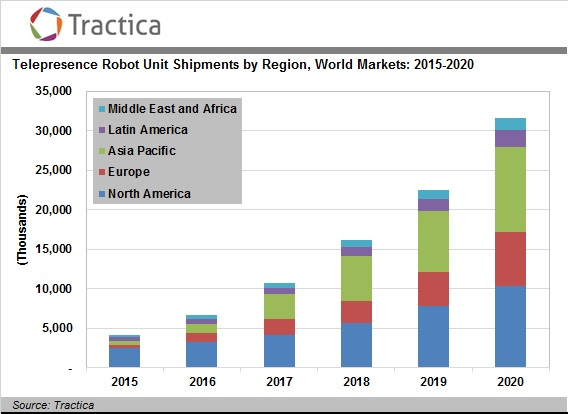 Tractica
Telepresence Robot Unit Shipments by Region, World Markets: 2015-2020
35,000
30,000
25,000
20,000
15,000
10,000
5,000
-
(Thousands)
Middle East and Africa
Latin America
Asia Pacific
Europe
North America
2015 2016 2017 2018 2019 2020
Source: Tractica